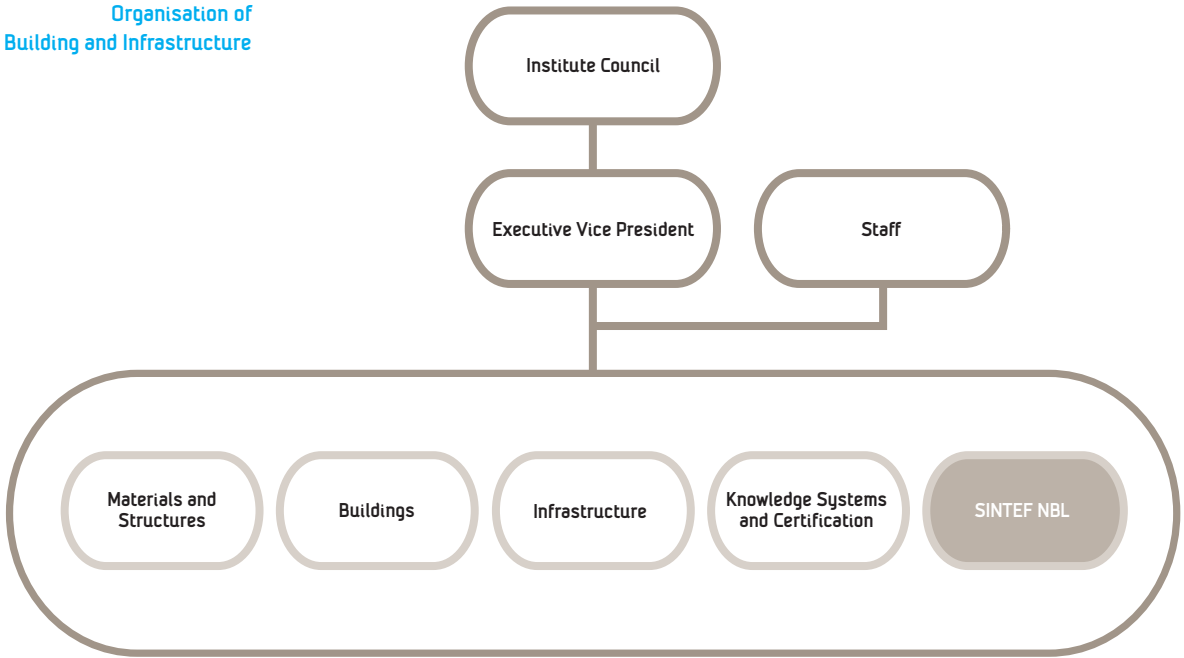 Organisation of
Building and Infrastructure
Institute Council
Executive Vice President
Staff
Materials and
Structures
Buildings
Infrastructure
Knowledge Systems
and Certification
SINTEF NBL